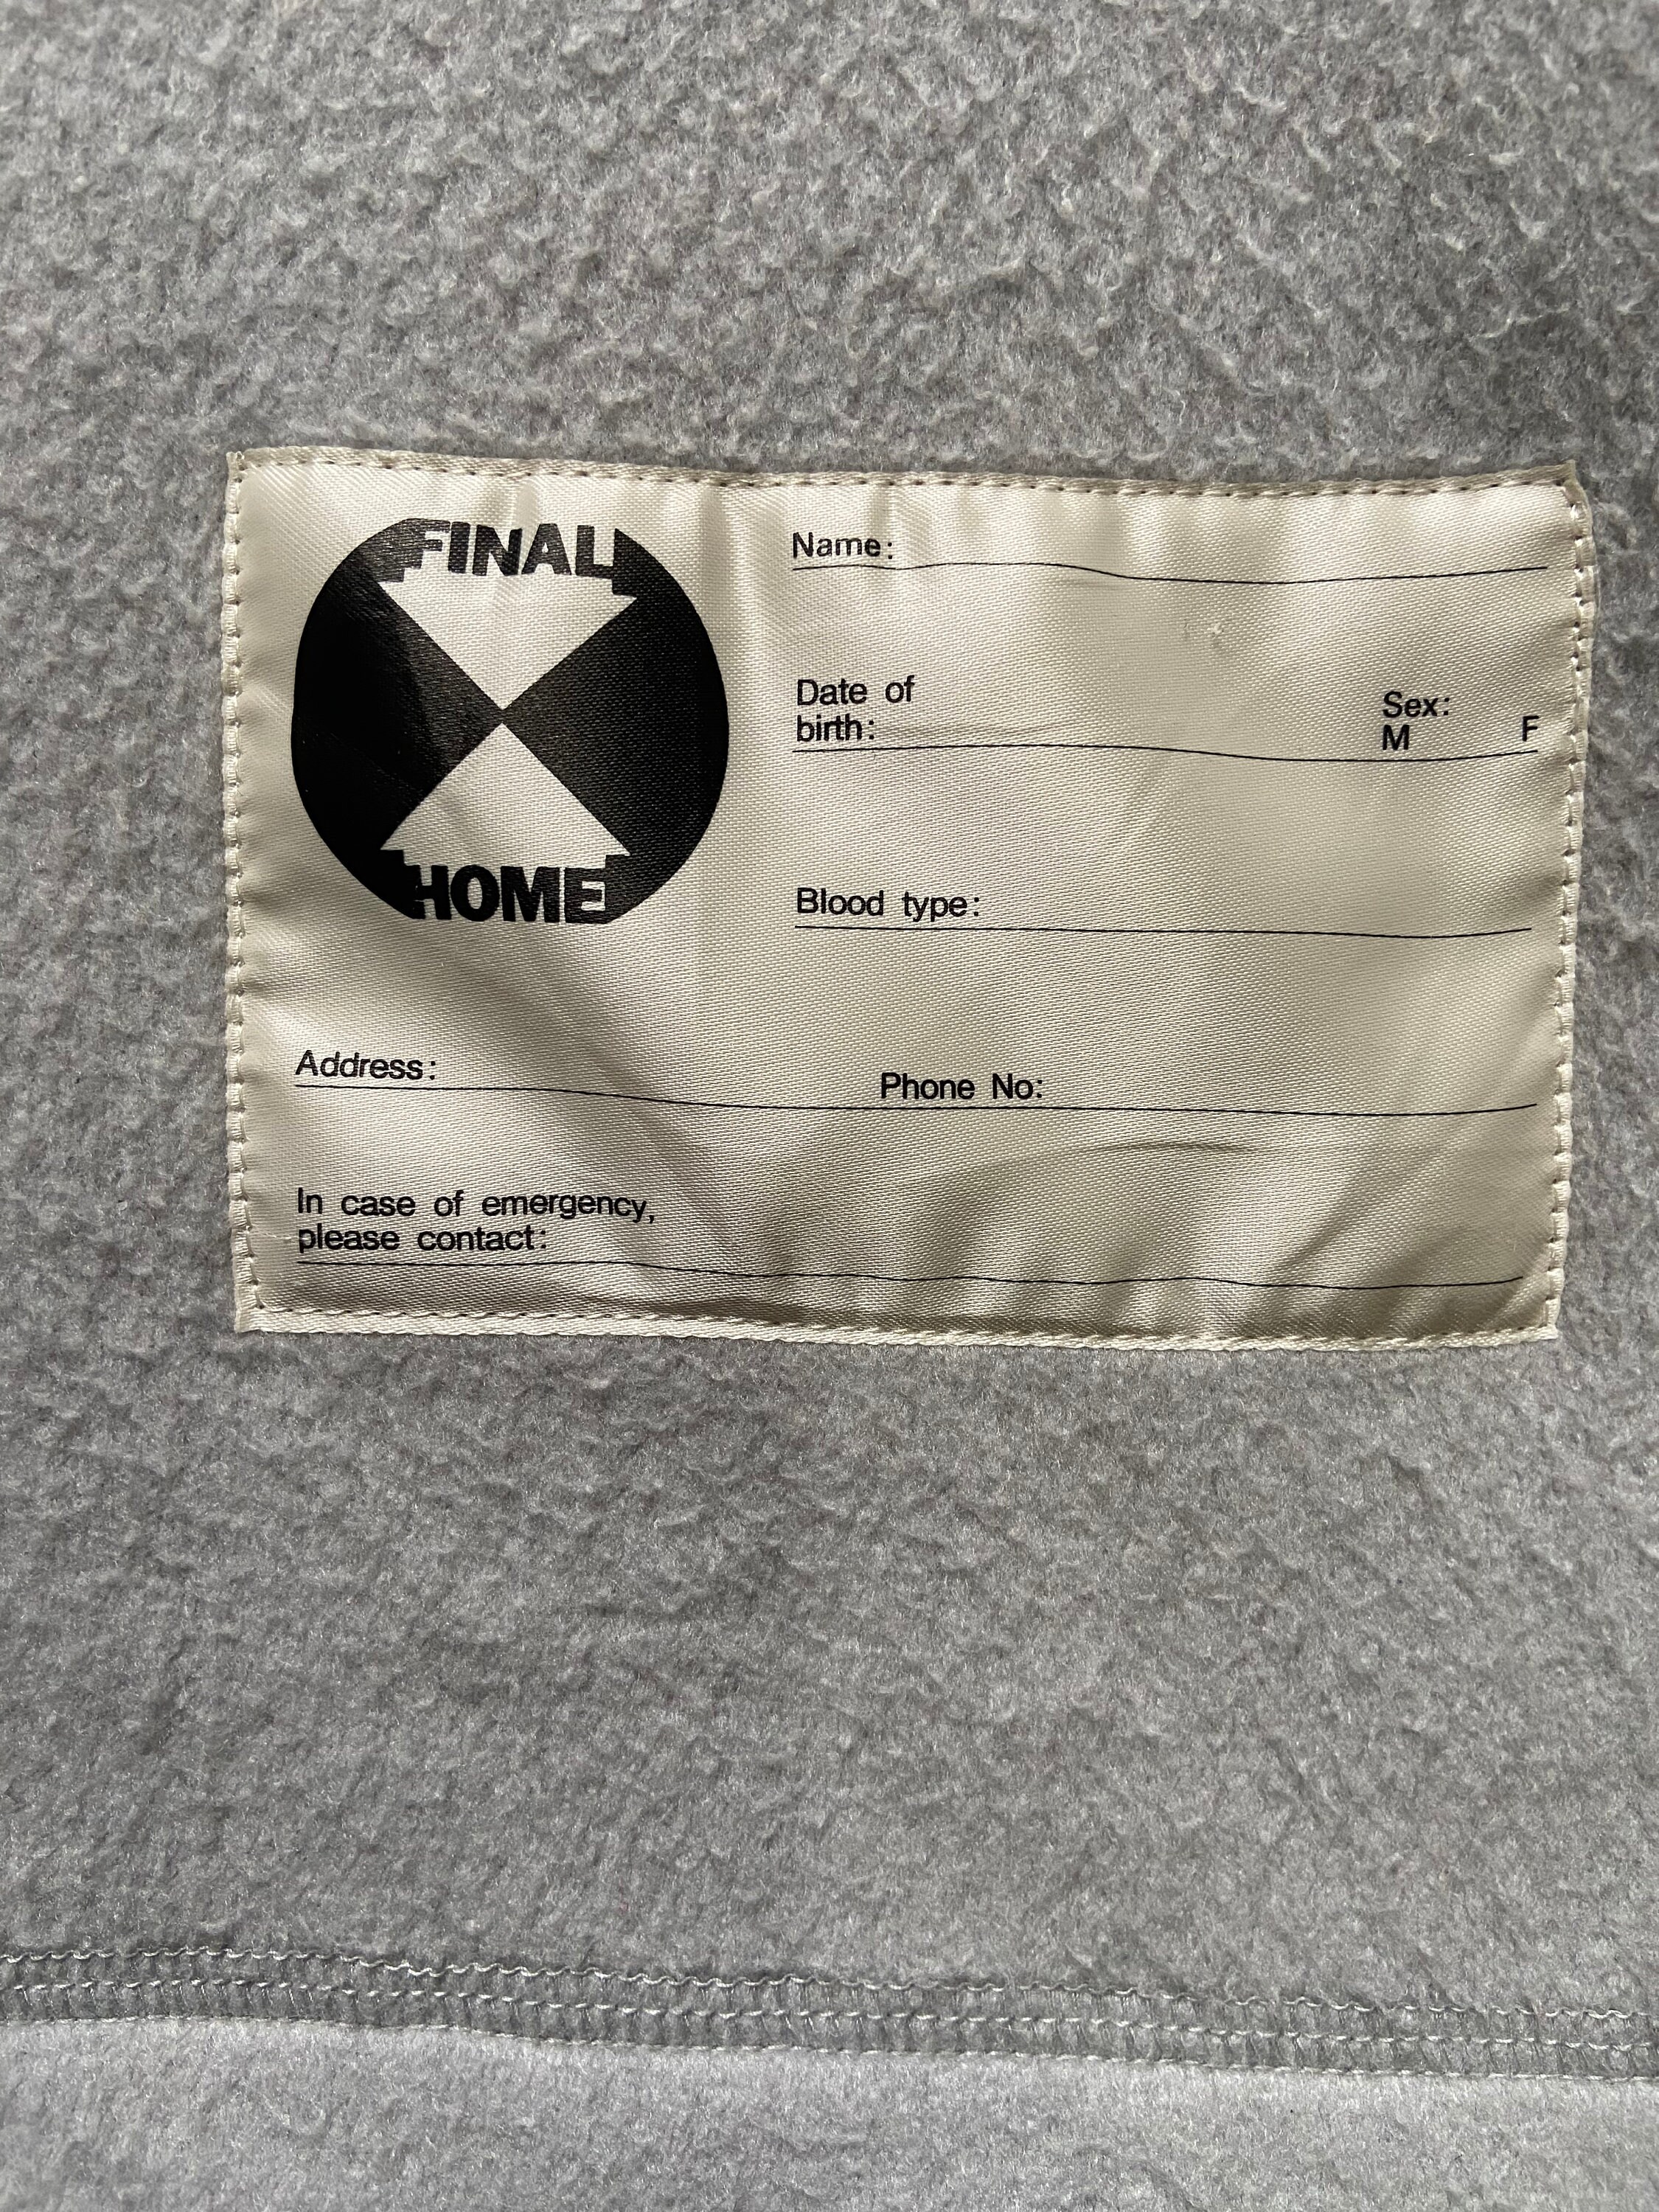 FINAL
HOME
Name:
Date of
birth:
Sex:
M F
Blood type:
Address:
Phone No:
In case of emergency,
please contact: